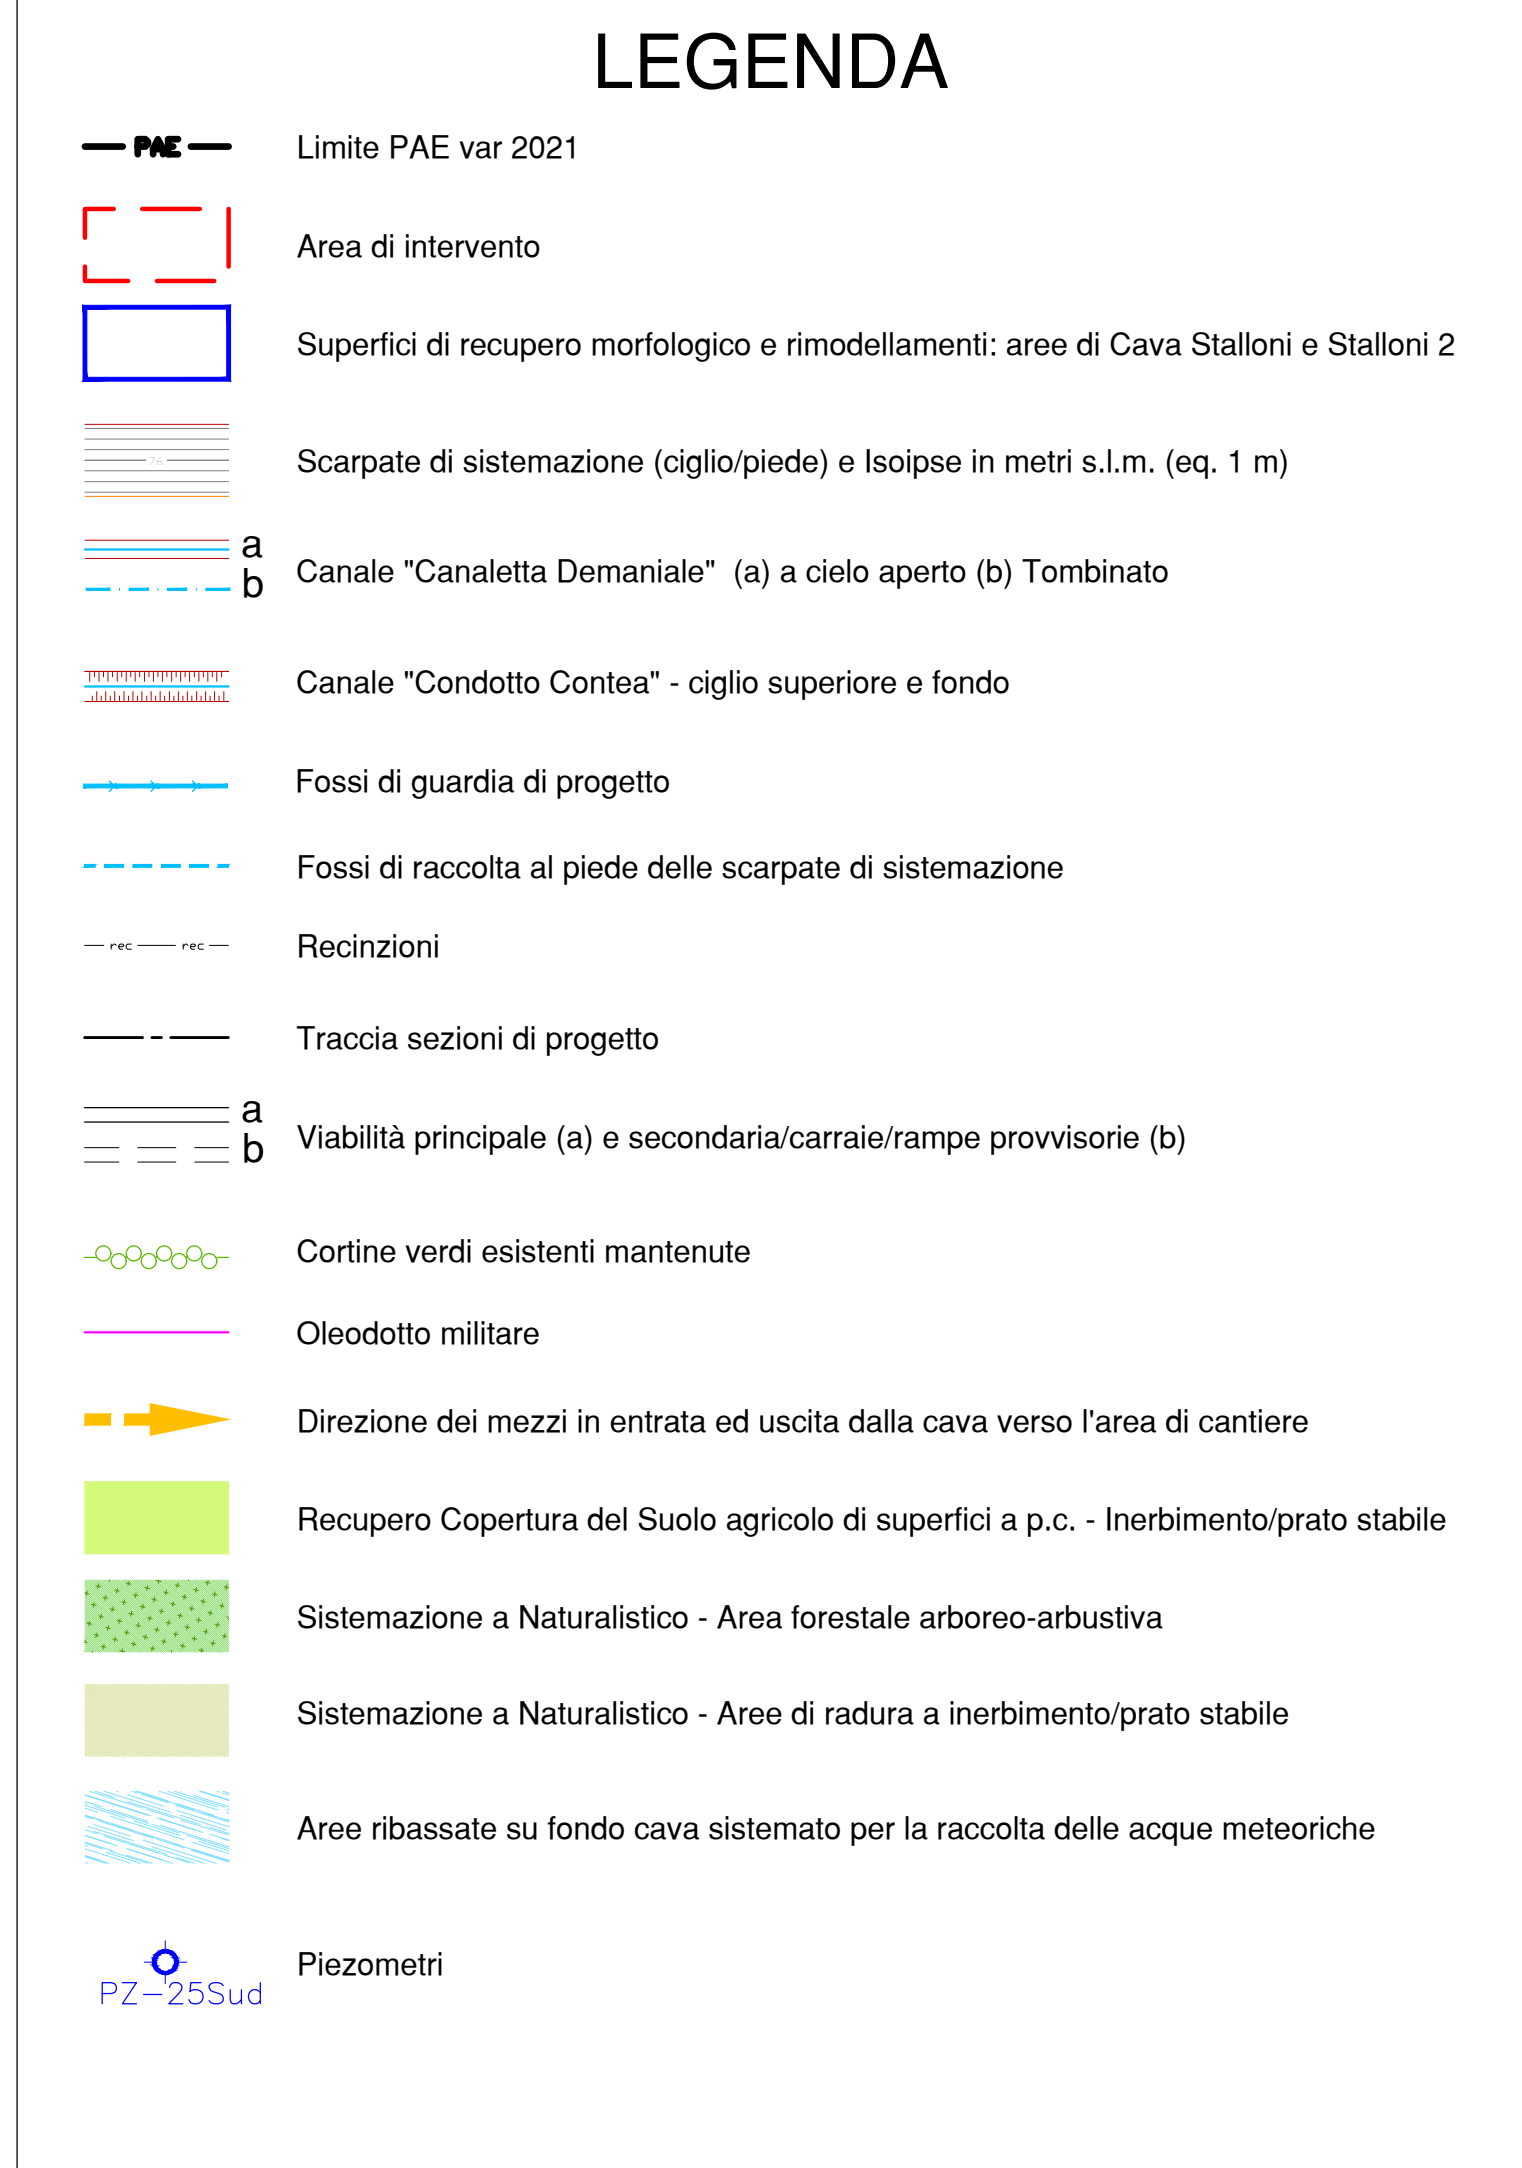 LEGENDA
PAE Limite PAE var 2021
Area di intervento
Superfici di recupero morfologico e rimodellamenti: aree di Cava Stalloni e Stalloni 2
76 Scarpate di sistemazione (ciglio/piede) e Isoipse in metri s.l.m. (eq. 1 m)
a
b
Canale "Canaletta Demaniale" (a) a cielo aperto (b) Tombinato
Canale "Condotto Contea" - ciglio superiore e fondo
Fossi di guardia di progetto
Fossi di raccolta al piede delle scarpate di sistemazione
rec rec Recinzioni
Traccia sezioni di progetto
a
b
Viabilità principale (a) e secondaria/carraie/rampe provvisorie (b)
Cortine verdi esistenti mantenute
Oleodotto militare
Direzione dei mezzi in entrata ed uscita dalla cava verso l'area di cantiere
Recupero Copertura del Suolo agricolo di superfici a p.c. - Inerbimento/prato stabile
Sistemazione a Naturalistico - Area forestale arboreo-arbustiva
Sistemazione a Naturalistico - Aree di radura a inerbimento/prato stabile
Aree ribassate su fondo cava sistemato per la raccolta delle acque meteoriche
Piezometri
PZ-25Sud